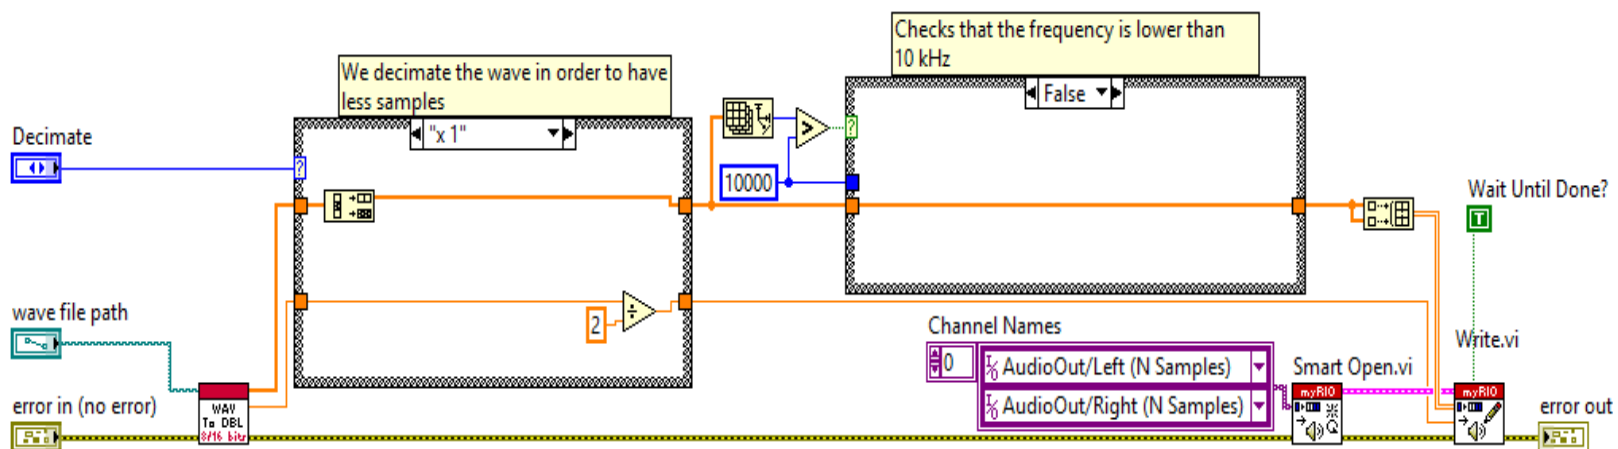 Checks that the frequency is lower than
10 kHz
We decimate the wave in order to have
less samples
False
"x 1"
Decimate
?
?
>
10000
Wait Until Done?
T
wave file path
2
÷
Channel Names
Write.vi
0
AudioOut/Left (N Samples)
Smart Open.vi
AudioOut/Right (N Samples)
myRIO
myRIO
error in (no error)
WAV
To DBL
8/16 bits
error out